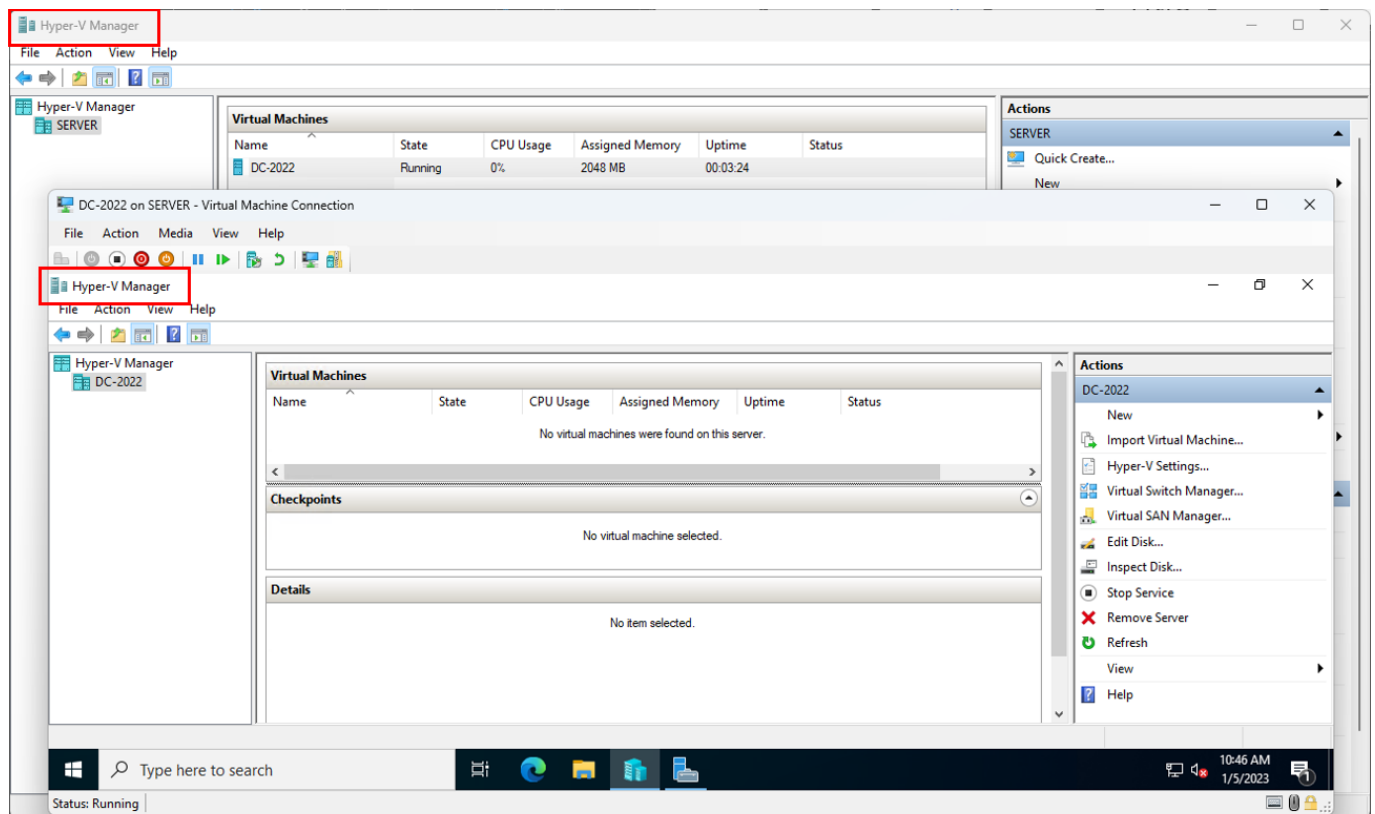 Hyper-V Manager
File Action View Help
Hyper-V Manager
SERVER
Virtual Machines
Name State CPU Usage Assigned Memory Uptime Status
DC-2022 Running 0% 2048 MB 00:03:24
Actions
SERVER
Quick Create...
New
DC-2022 on SERVER - Virtual Machine Connection
File Action Media View Help
Hyper-V Manager
File Action View Help
Hyper-V Manager
DC-2022
Virtual Machines
Name State CPU Usage Assigned Memory Uptime Status
No virtual machines were found on this server.
Checkpoints
No virtual machine selected.
Details
No item selected.
Actions
DC-2022
New
Import Virtual Machine...
Hyper-V Settings...
Virtual Switch Manager...
Virtual SAN Manager...
Edit Disk...
Inspect Disk...
Stop Service
Remove Server
Refresh
View
Help
Type here to search
10:46 AM
1/5/2023
1
Status: Running